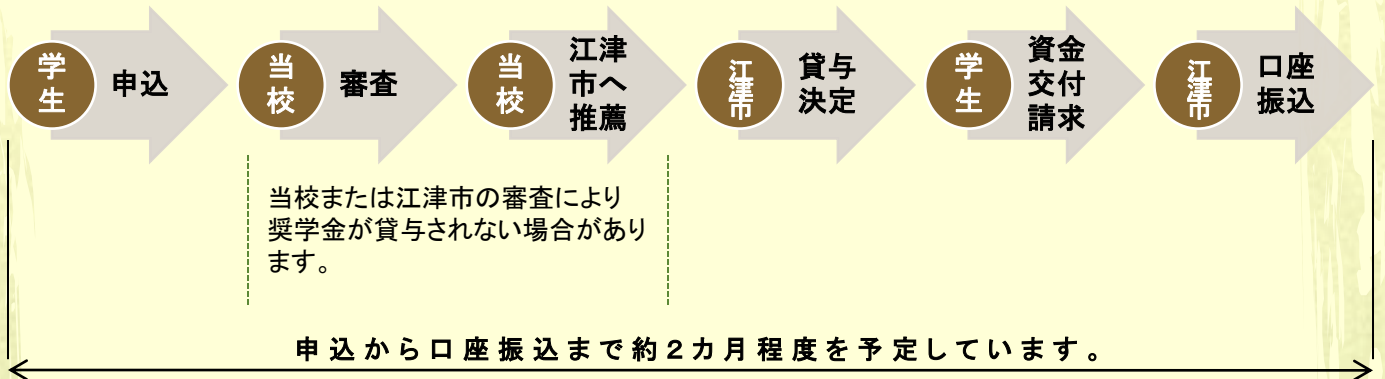 学
生
申込
当
校
審査
当
校
江津
市へ
推薦
江津市
貸与
決定
学
生
資金
交付
請求
江津市
口座
振込
当校または江津市の審査により
奨学金が貸与されない場合があり
ます。
申込から口座振込まで約2カ月程度を予定しています。